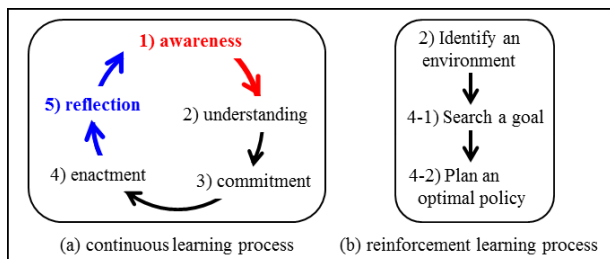 1) awareness
5) reflection
2) understanding
4) enactment
3) commitment
(a) continuous learning process
2) Identify an
environment
4-1) Search a goal
4-2) Plan an
optimal policy
(b) reinforcement learning process